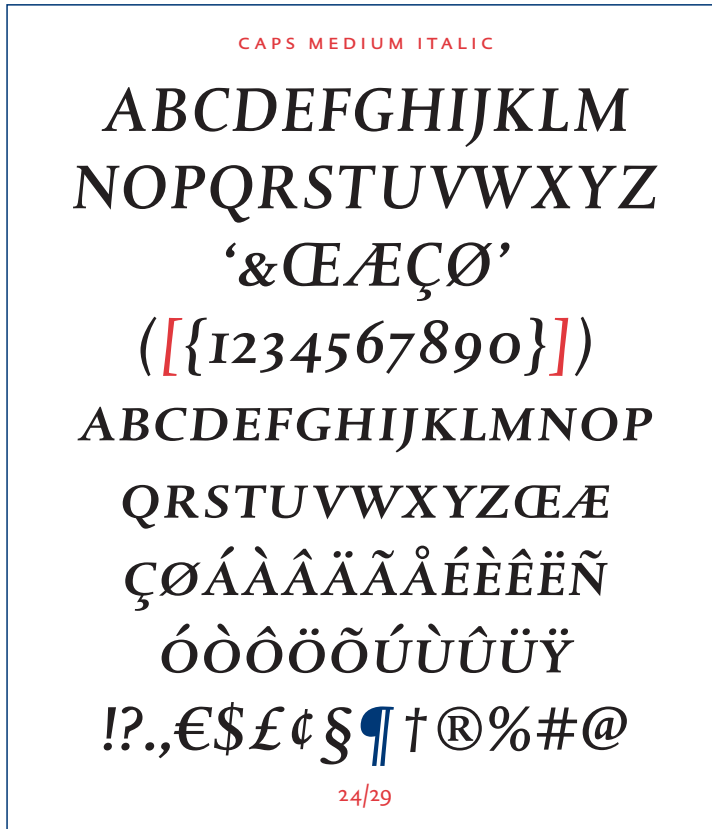 CAPS MEDIUM ITALIC
ABCDEFGHIJKLM
NOPQRSTUVWXYZ
‘&ŒÆÇØ’
([{1234567890}])
ABCDEFGHIJKLMNOP
QRSTUVWXYZŒÆ
ÇØÁÀÂÄÃÅÉÈÊËÑ
ÓÒÔÖÕÚÙÛÜŸ
!?.,€$£¢§¶†®%#@
24/29